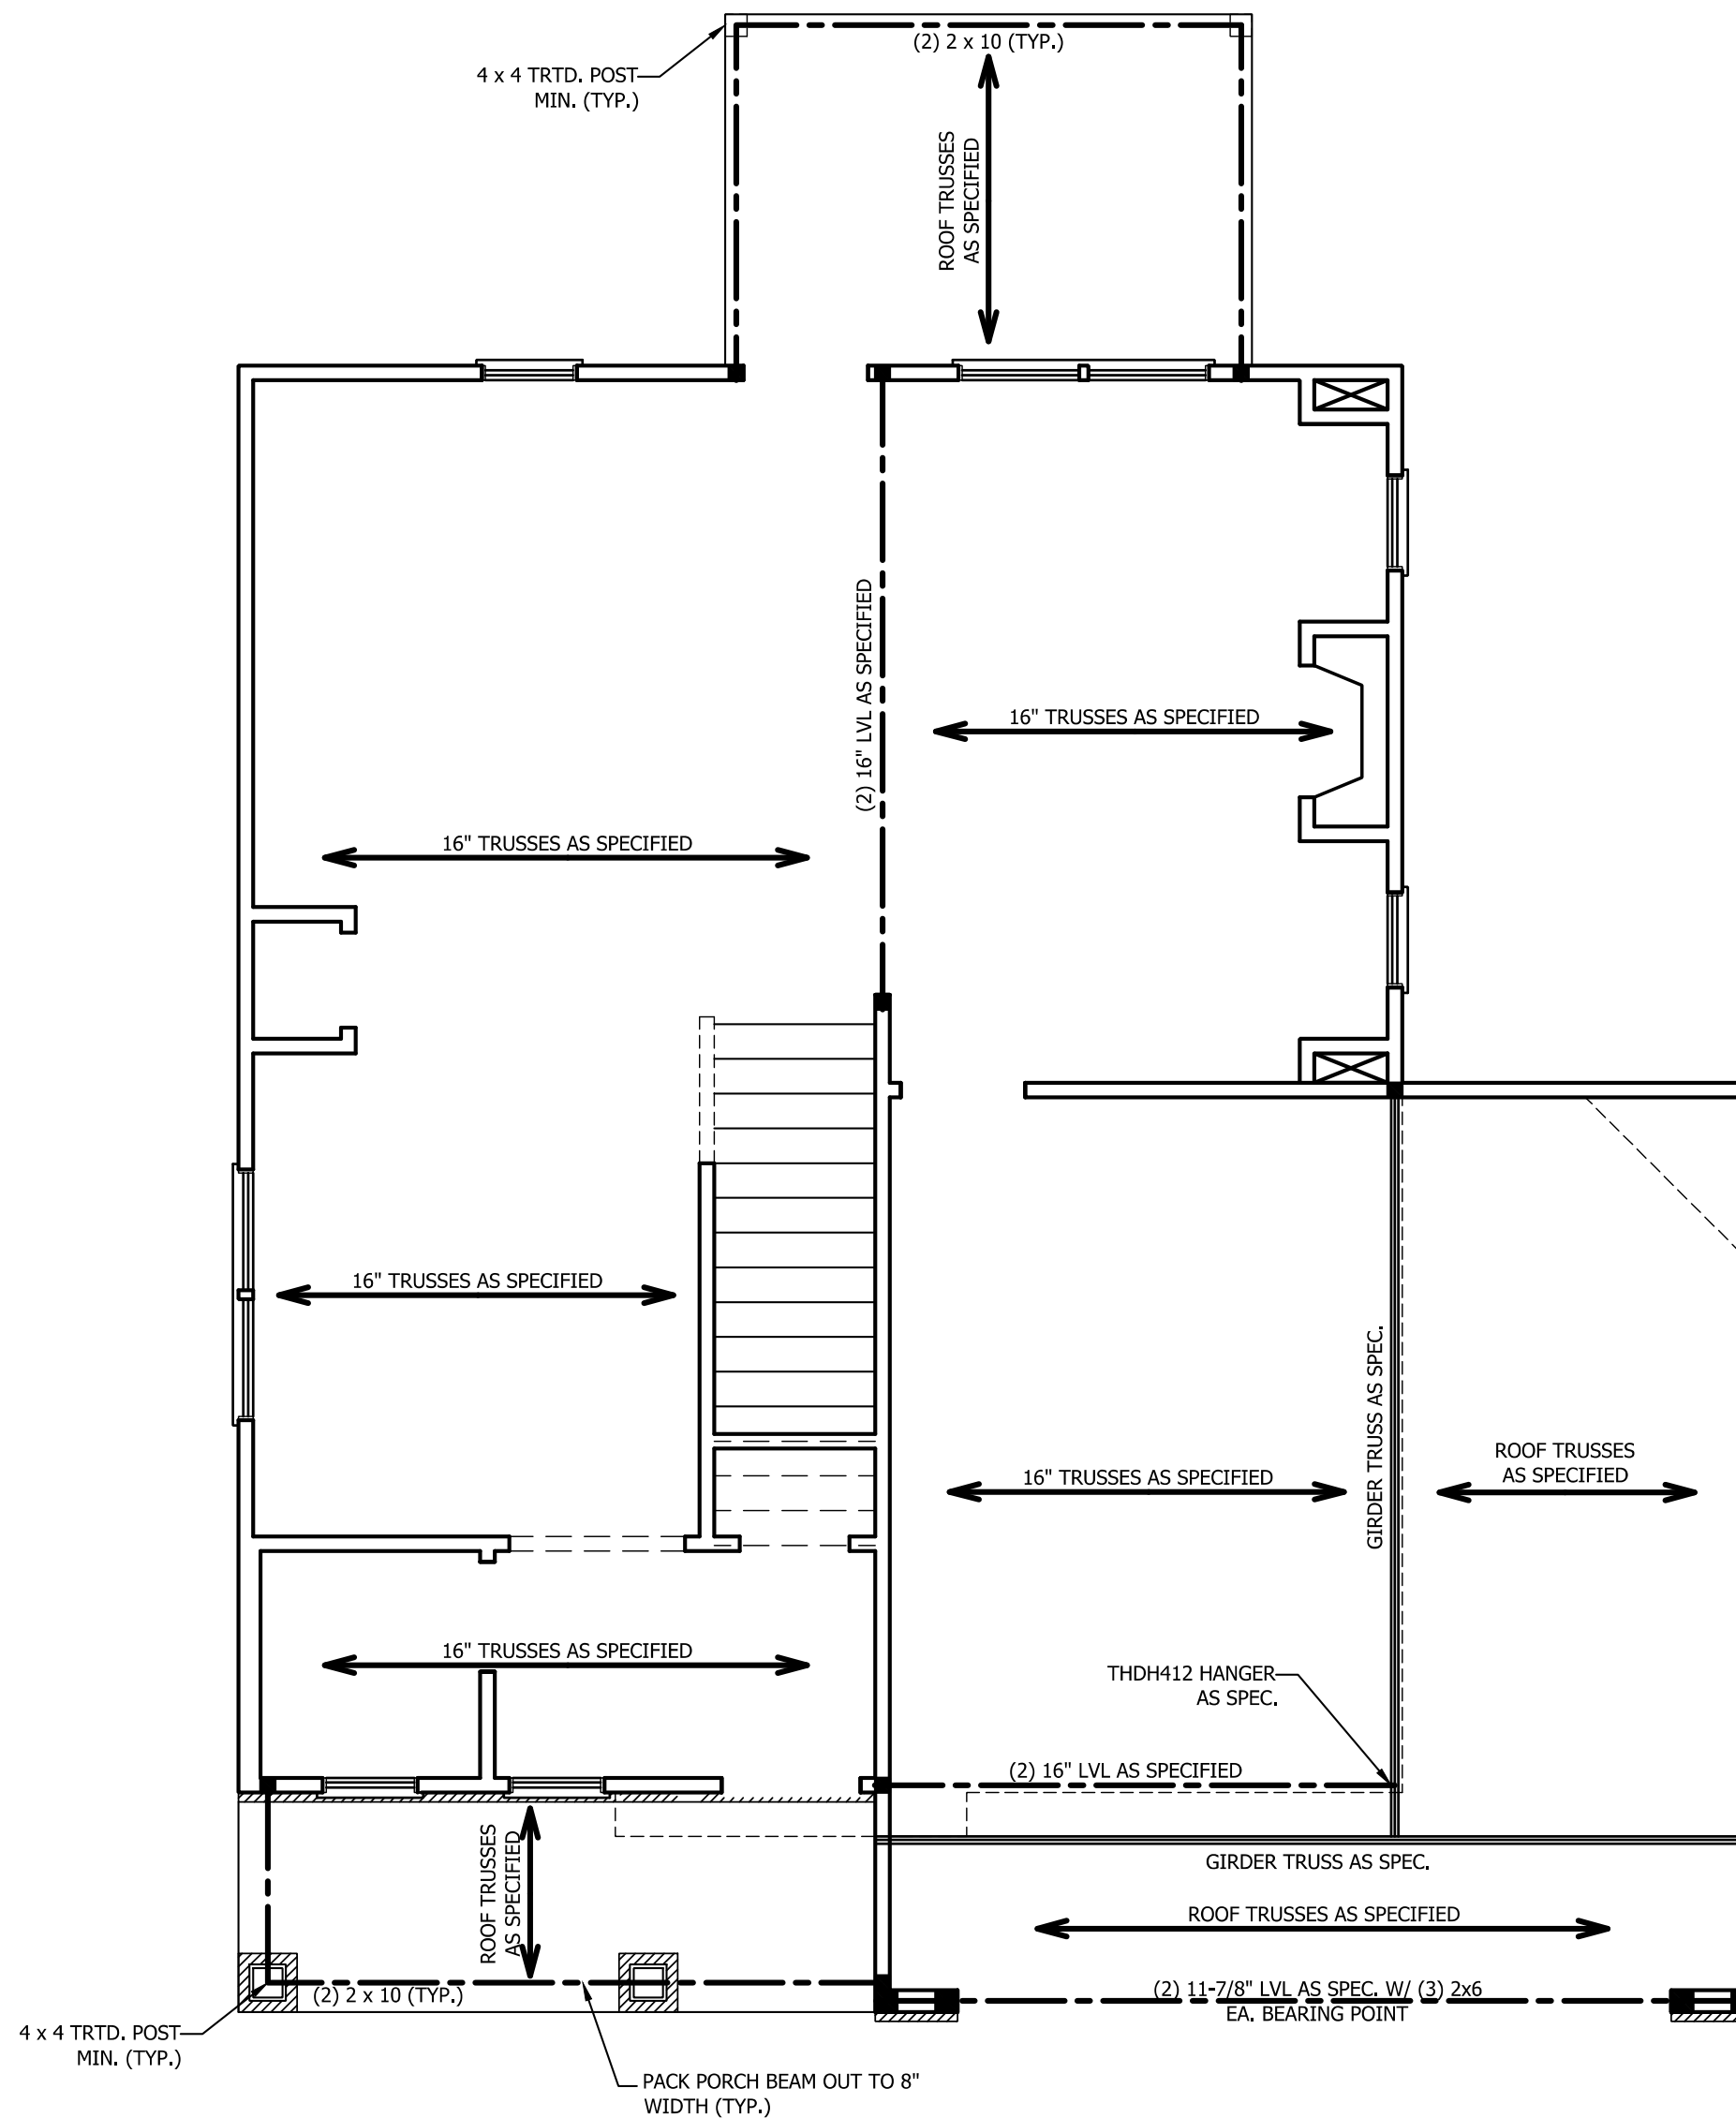 (2) 2 x 10 (TYP.)
4 x 4 TRTD. POST
MIN. (TYP.)
ROOF TRUSSES
AS SPECIFIED
(2) 16" LVL AS SPECIFIED
16" TRUSSES AS SPECIFIED
16" TRUSSES AS SPECIFIED
16" TRUSSES AS SPECIFIED
GIRDER TRUSS AS SPEC.
ROOF TRUSSES
AS SPECIFIED
16" TRUSSES AS SPECIFIED
16" TRUSSES AS SPECIFIED
THDH412 HANGER
AS SPEC.
(2) 16" LVL AS SPECIFIED
ROOF TRUSSES
AS SPECIFIED
GIRDER TRUSS AS SPEC.
ROOF TRUSSES AS SPECIFIED
(2) 2 x 10 (TYP.)
(2) 11-7/8" LVL AS SPEC. W/ (3) 2x6
EA. BEARING POINT
4 x 4 TRTD. POST
MIN. (TYP.)
PACK PORCH BEAM OUT TO 8"
WIDTH (TYP.)